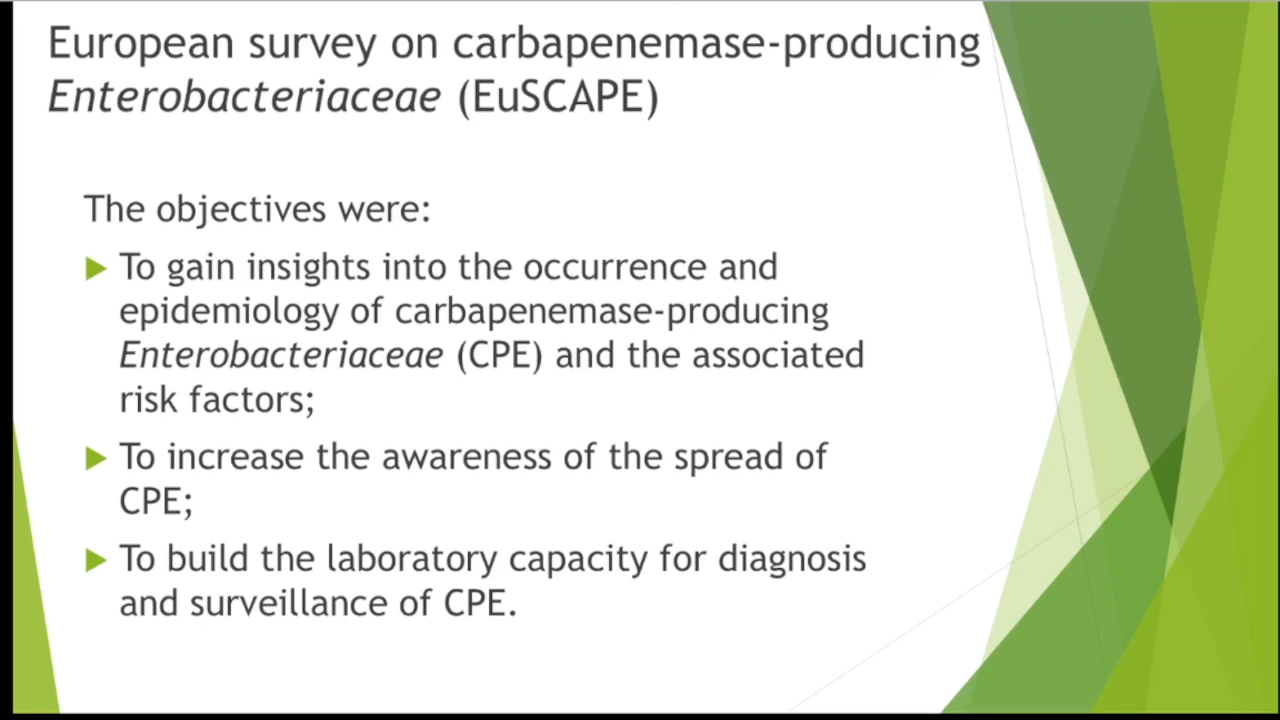 European survey on carbapenemase-producing
Enterobacteriaceae (EuSCAPE)
The objectives were:
To gain insights into the occurrence and
epidemiology of carbapenemase-producing
Enterobacteriaceae (CPE) and the associated
risk factors;
To increase the awareness of the spread of
CPE;
To build the laboratory capacity for diagnosis
and surveillance of CPE.